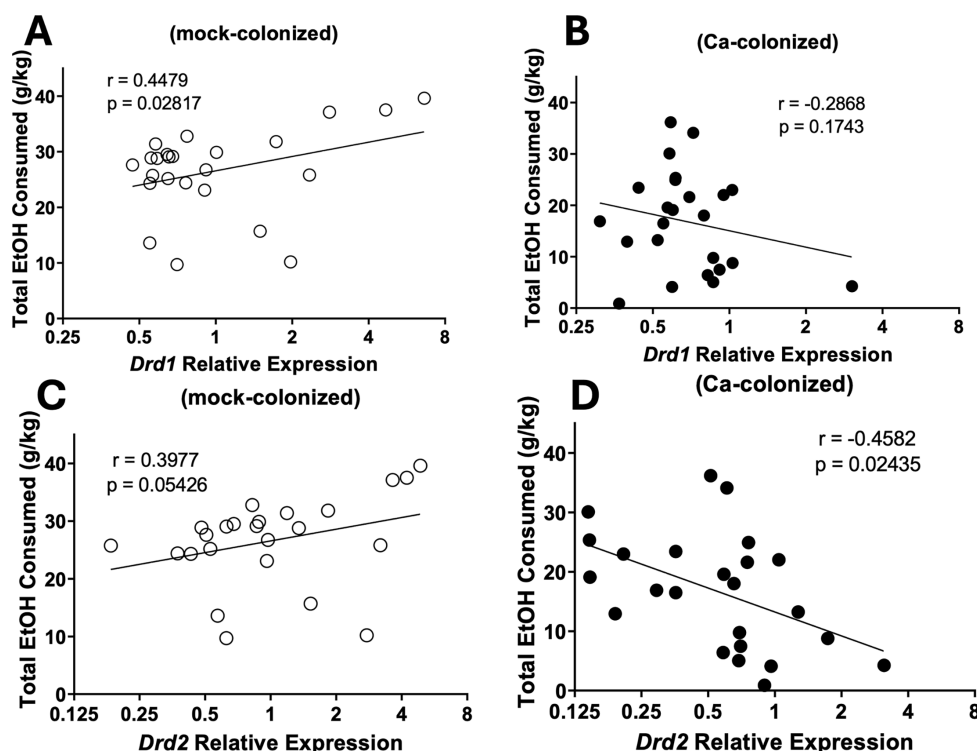 A
(mock-colonized)
r = 0.4479
p = 0.02817
Total EtOH Consumed (g/kg)
40
30
20
10
0
0.25 0.5 1 2 4 8
Drd1 Relative Expression
B
(Ca-colonized)
r = -0.2868
p = 0.1743
Total EtOH Consumed (g/kg)
40
30
20
10
0
0.25 0.5 1 2 4 8
Drd1 Relative Expression
C
(mock-colonized)
r = 0.3977
p = 0.05426
Total EtOH Consumed (g/kg)
40
30
20
10
0
0.125 0.25 0.5 1 2 4 8
Drd2 Relative Expression
D
(Ca-colonized)
r = -0.4582
p = 0.02435
Total EtOH Consumed (g/kg)
40
30
20
10
0
0.125 0.25 0.5 1 2 4 8
Drd2 Relative Expression